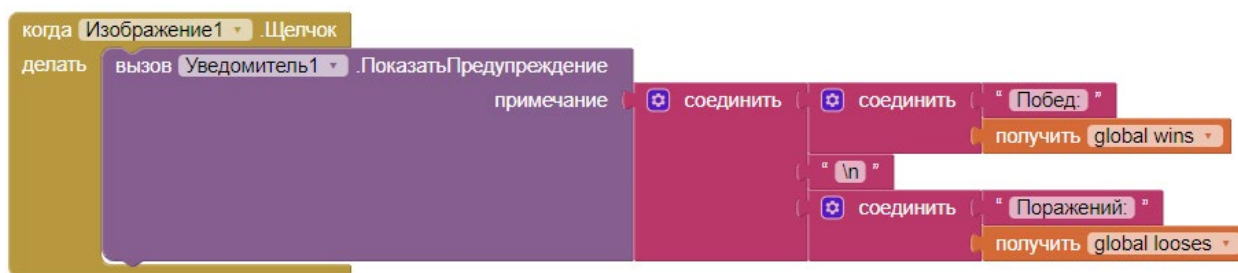 когда Изображение1 .Щелчок
делать вызов Уведомитель1 .ПоказатьПредупреждение
примечание соединить соединить “ Побед: ”
получить global wins
“ \n ”
соединить “ Поражений: ”
получить global looses